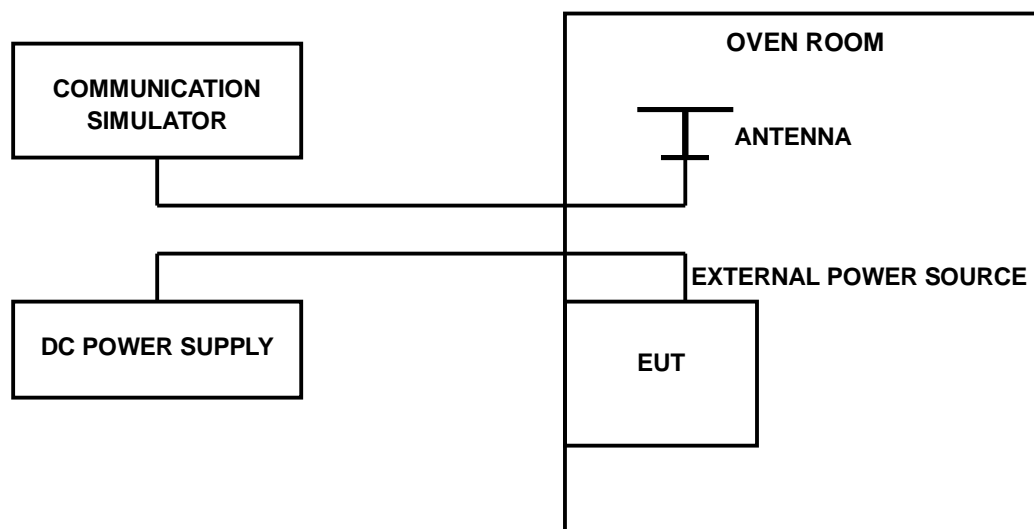 OVEN ROOM
COMMUNICATION
SIMULATOR
ANTENNA
EXTERNAL POWER SOURCE
DC POWER SUPPLY
EUT